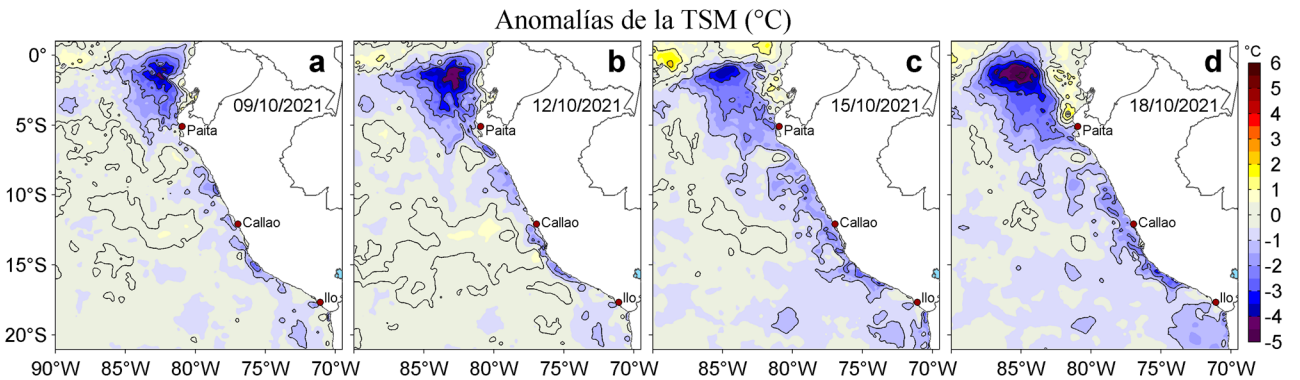 Anomalías de la TSM (°C)
a b c d
09/10/2021 12/10/2021 15/10/2021 18/10/2021
Paita Paita Paita Paita
Callao Callao Callao Callao
Ilo Ilo Ilo Ilo
0°
5°S
10°S
15°S
20°S
90°W 85°W 80°W 75°W 70°W 85°W 80°W 75°W 70°W 85°W 80°W 75°W 70°W 85°W 80°W 75°W 70°W
°C
6
5
4
3
2
1
0
-1
-2
-3
-4
-5